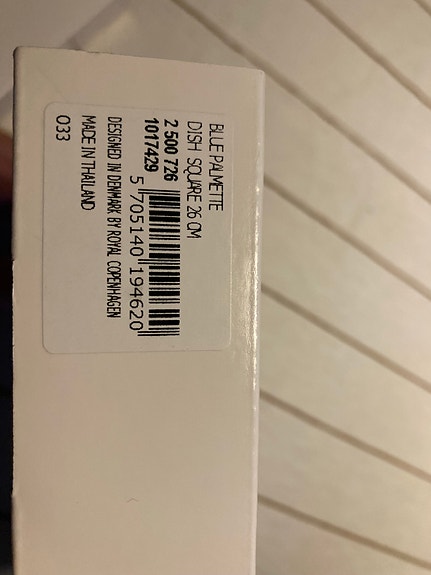 BLUE PALMETTE
DISH SQUARE 26 CM
2 500 726
1017429
5 705140 194620
DESIGNED IN DENMARK BY ROYAL COPENHAGEN
MADE IN THAILAND
033